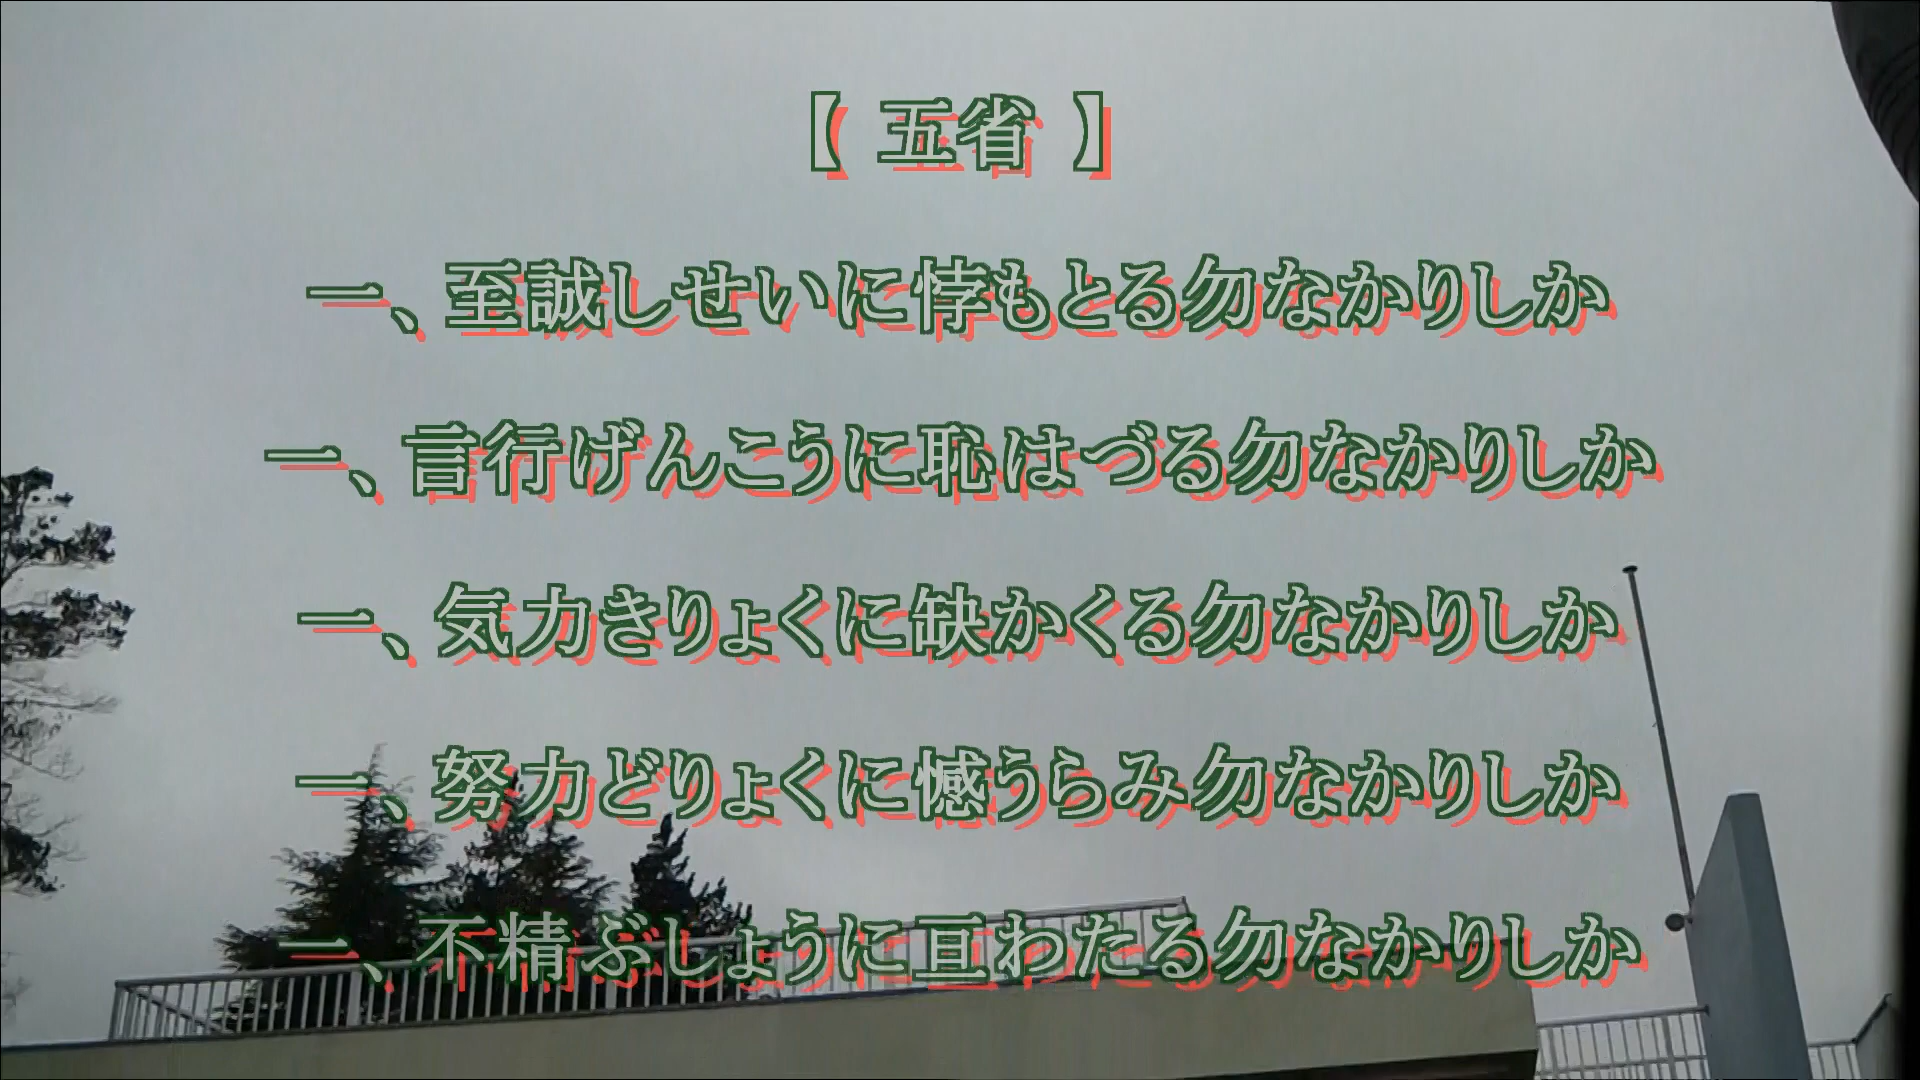 【 五省 】
一、至誠しせいに悖もとる勿なかりしか
一、言行げんこうに恥はづる勿なかりしか
一、気力きりょくに缺かくる勿なかりしか
一、努力どりょくに憾うらみ勿なかりしか
一、不精ぶしょうに亘わたる勿なかりしか